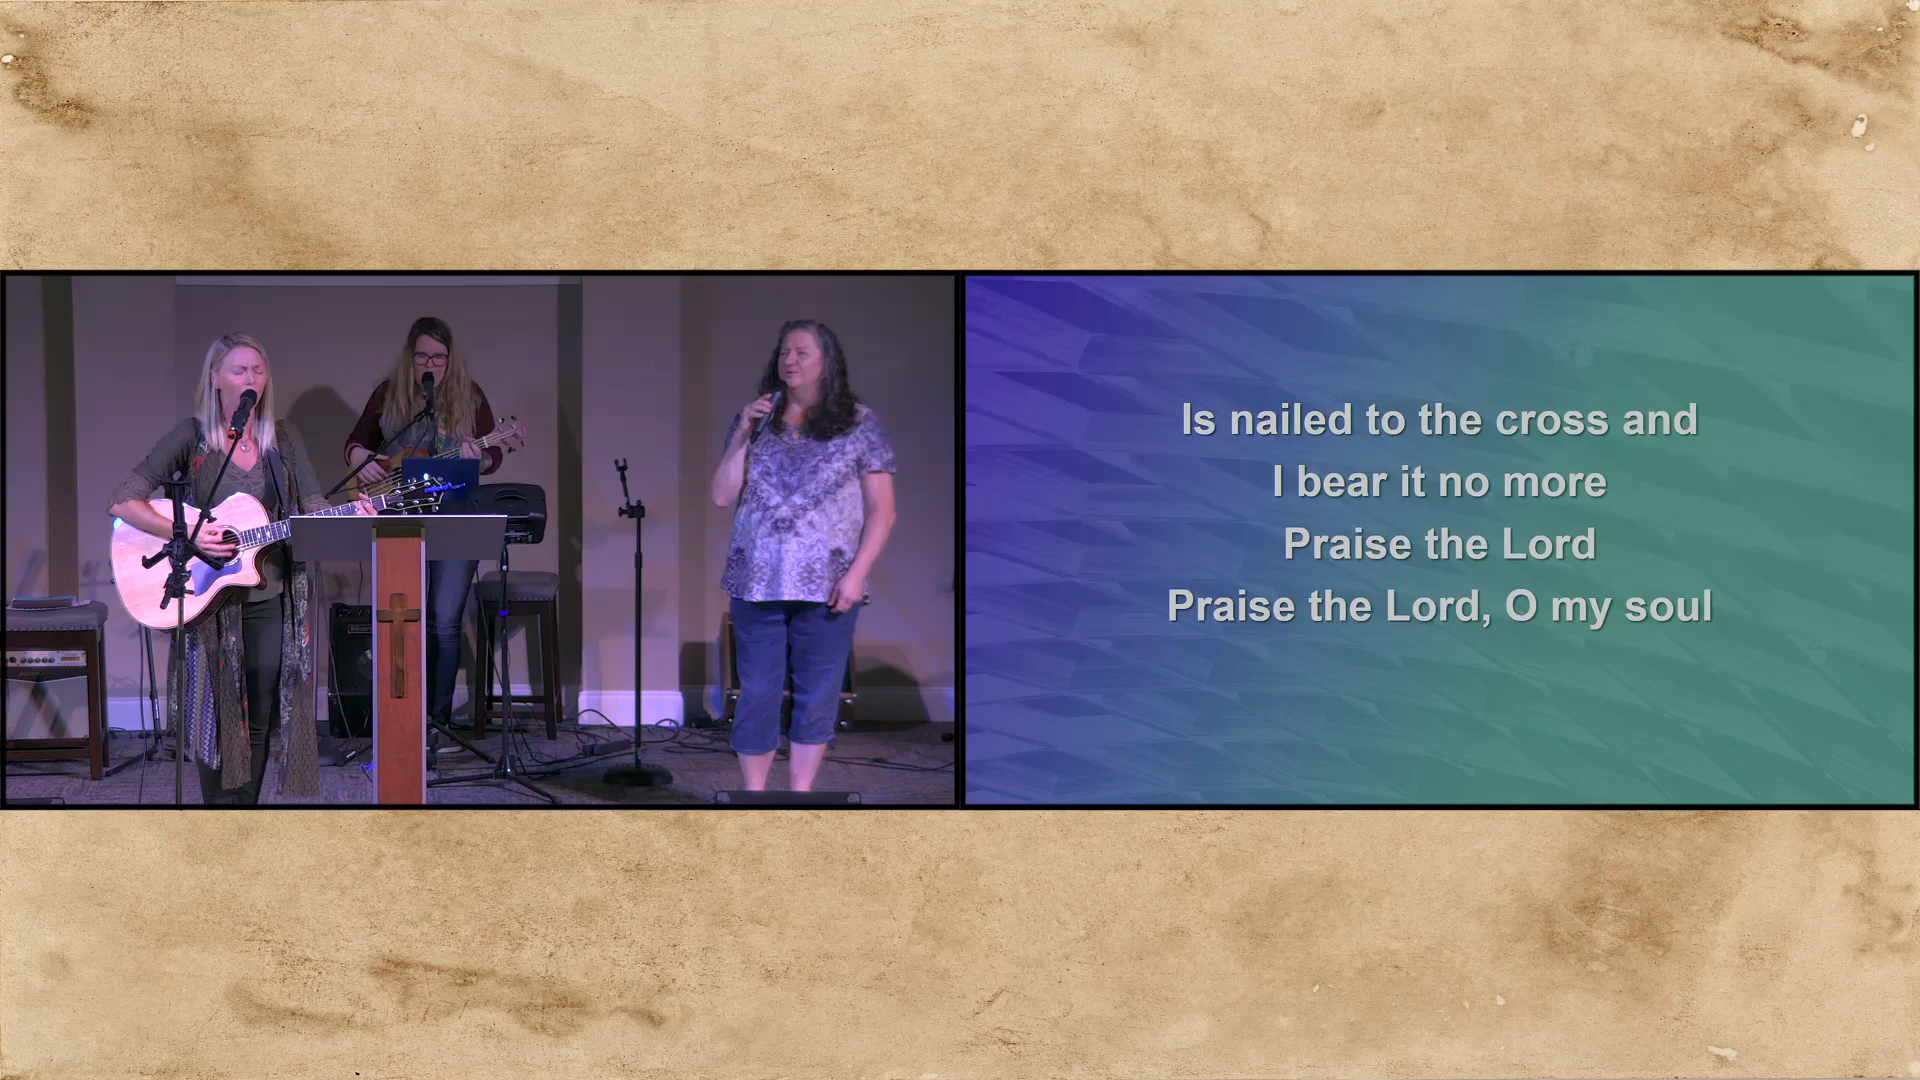 Is nailed to the cross and
I bear it no more
Praise the Lord
Praise the Lord, O my soul